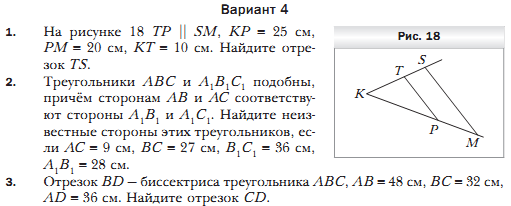 Вариант 4
1. На рисунке 18 TP || SM, KP = 25 см,
PM = 20 см, KT = 10 см. Найдите отре-
зок TS.
2. Треугольники ABC и A₁B₁C₁ подобны,
причём сторонам AB и AC соответству-
ют стороны A₁B₁ и A₁C₁. Найдите неиз-
вестные стороны этих треугольников, ес-
ли AC = 9 см, BC = 27 см, B₁C₁ = 36 см,
A₁B₁ = 28 см.
3. Отрезок BD – биссектриса треугольника ABC, AB = 48 см, BC = 32 см,
AD = 36 см. Найдите отрезок CD.
Рис. 18
S
T
K
P
M